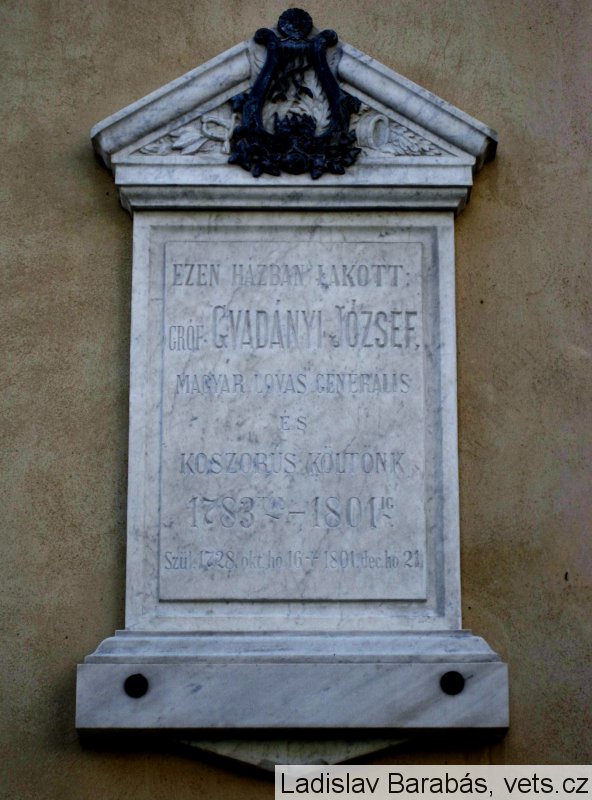 EZEN HÁZBAN LAKOTT:
GRÓF. GVADÁNYI JÓZSEF.
MAGYAR LOVAS GENERÁLIS
ÉS
KOSZORÚS KÖLTŐNK
1783TÓL–1801IG
Szül. 1728. okt. hó 16 † 1801. dec. hó 21.
Ladislav Barabás, vets.cz